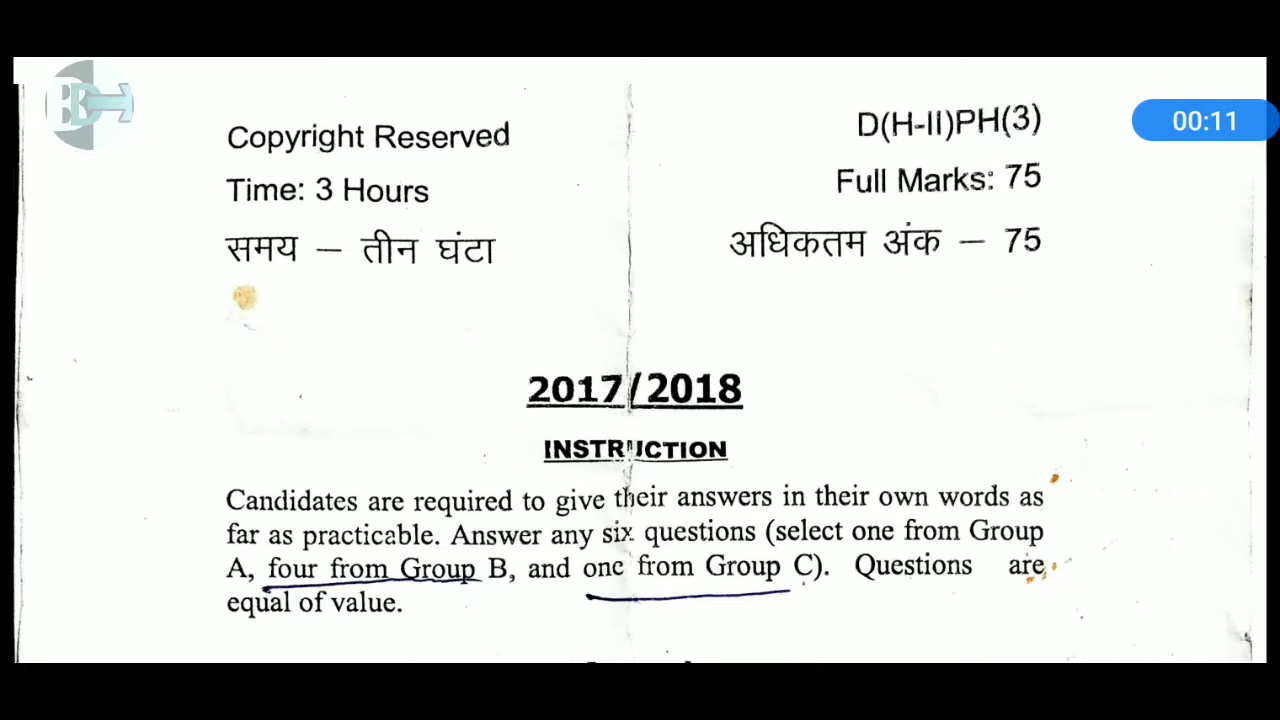 BDH
00:11
Copyright Reserved
D(H-II)PH(3)
Time: 3 Hours
Full Marks: 75
समय – तीन घंटा
अधिकतम अंक – 75
2017/2018
INSTRUCTION
Candidates are required to give their answers in their own words as
far as practicable. Answer any six questions (select one from Group
A, four from Group B, and one from Group C). Questions are
equal of value.